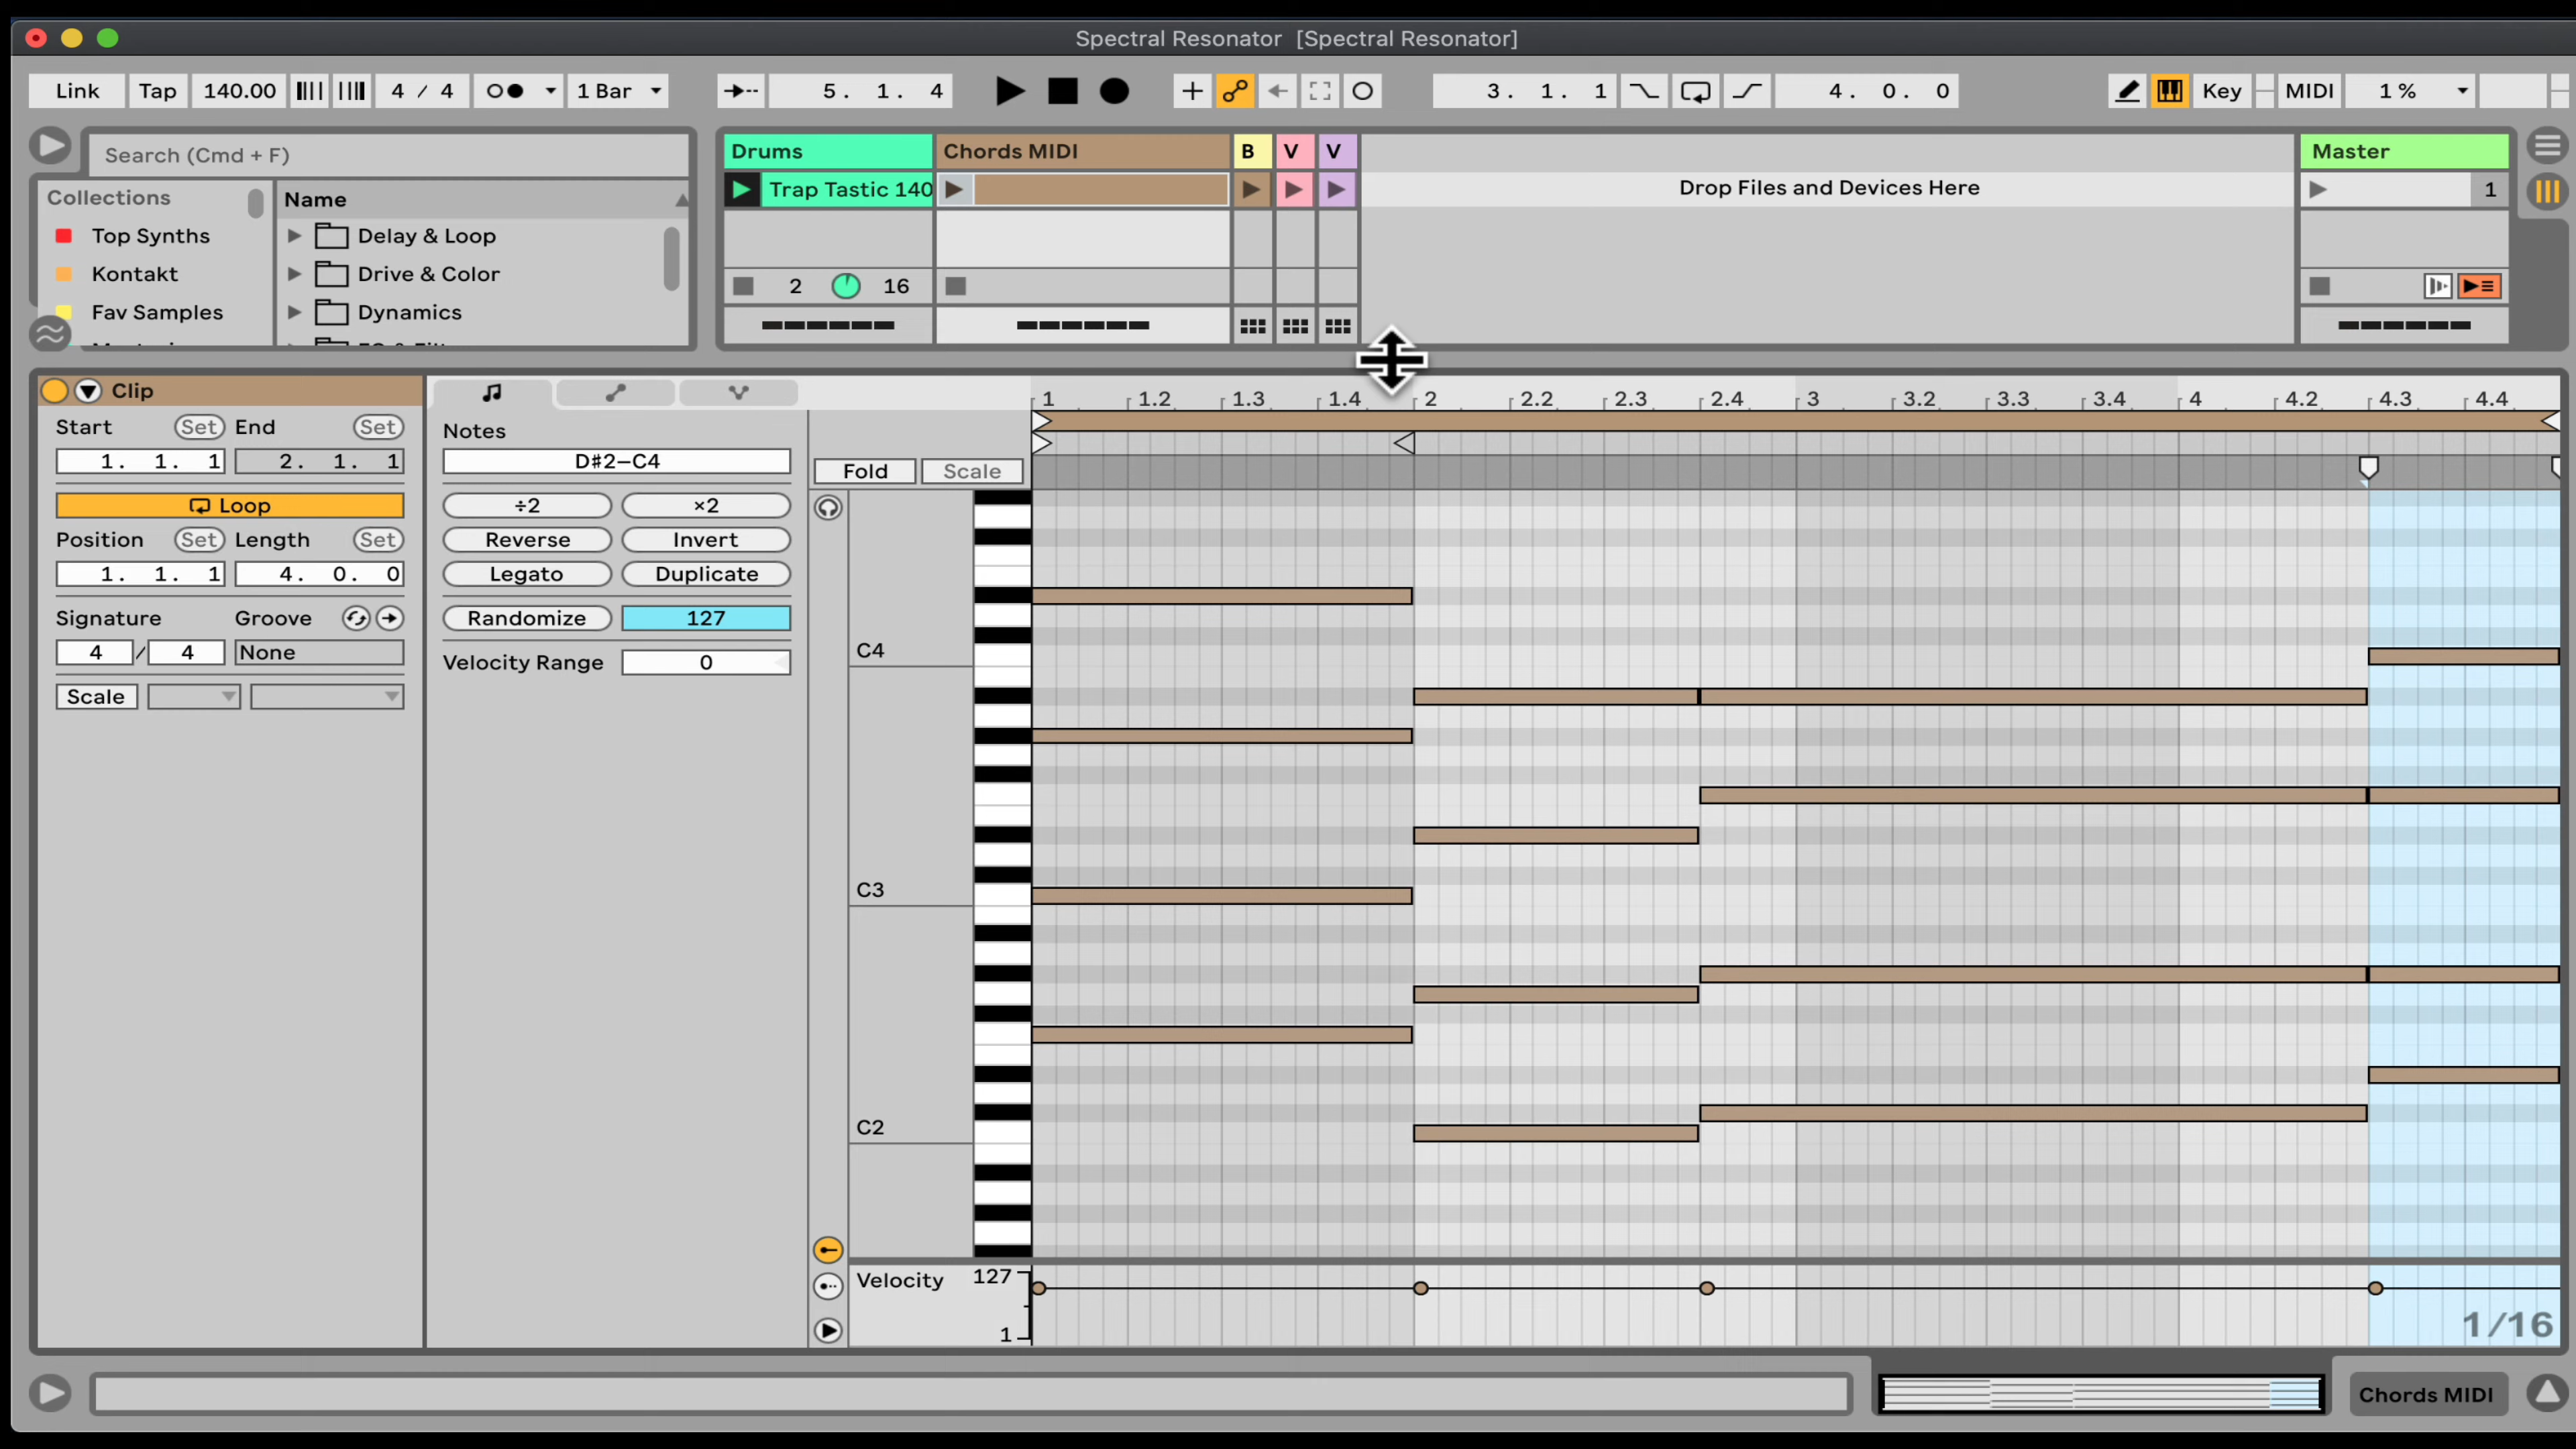 Spectral Resonator [Spectral Resonator]
Link Tap 140.00 4 / 4 1 Bar 5. 1. 4 3. 1. 1 4. 0. 0 Key MIDI 1 %
Search (Cmd + F)
Drums Chords MIDI B V V Master
Trap Tastic 140 Drop Files and Devices Here 1
Collections Name
Top Synths Delay & Loop
Kontakt Drive & Color
2 16
Fav Samples Dynamics
Clip
1 1.2 1.3 1.4 2 2.2 2.3 2.4 3 3.2 3.3 3.4 4 4.2 4.3 4.4
Start Set End Set Notes
1. 1. 1 2. 1. 1 D#2–C4
Fold Scale
Loop ÷2 ×2
Position Set Length Set Reverse Invert
1. 1. 1 4. 0. 0 Legato Duplicate
Signature Groove Randomize 127
4 / 4 None Velocity Range 0
Scale
C4
C3
C2
Velocity 127
1
1/16
Chords MIDI